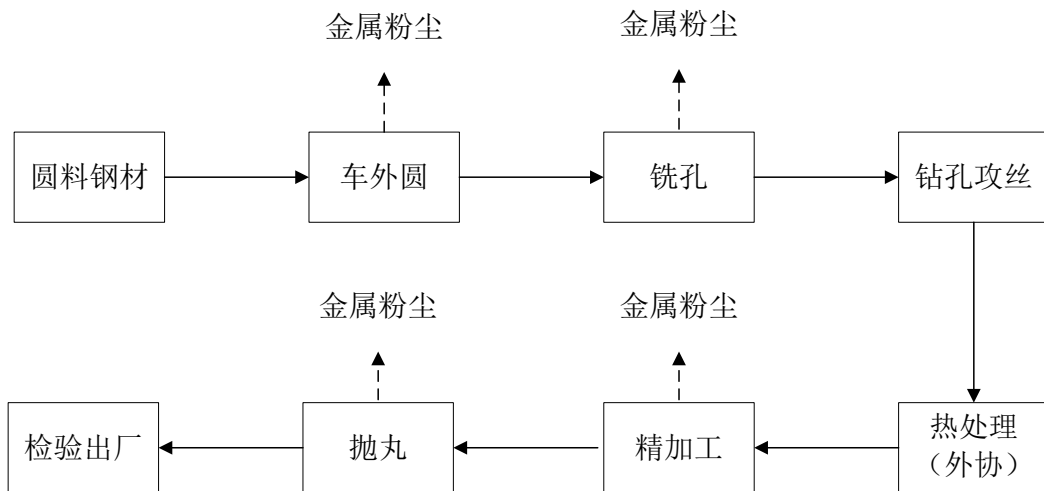 金属粉尘
金属粉尘
圆料钢材
车外圆
铣孔
钻孔攻丝
金属粉尘
金属粉尘
检验出厂
抛丸
精加工
热处理
（外协）